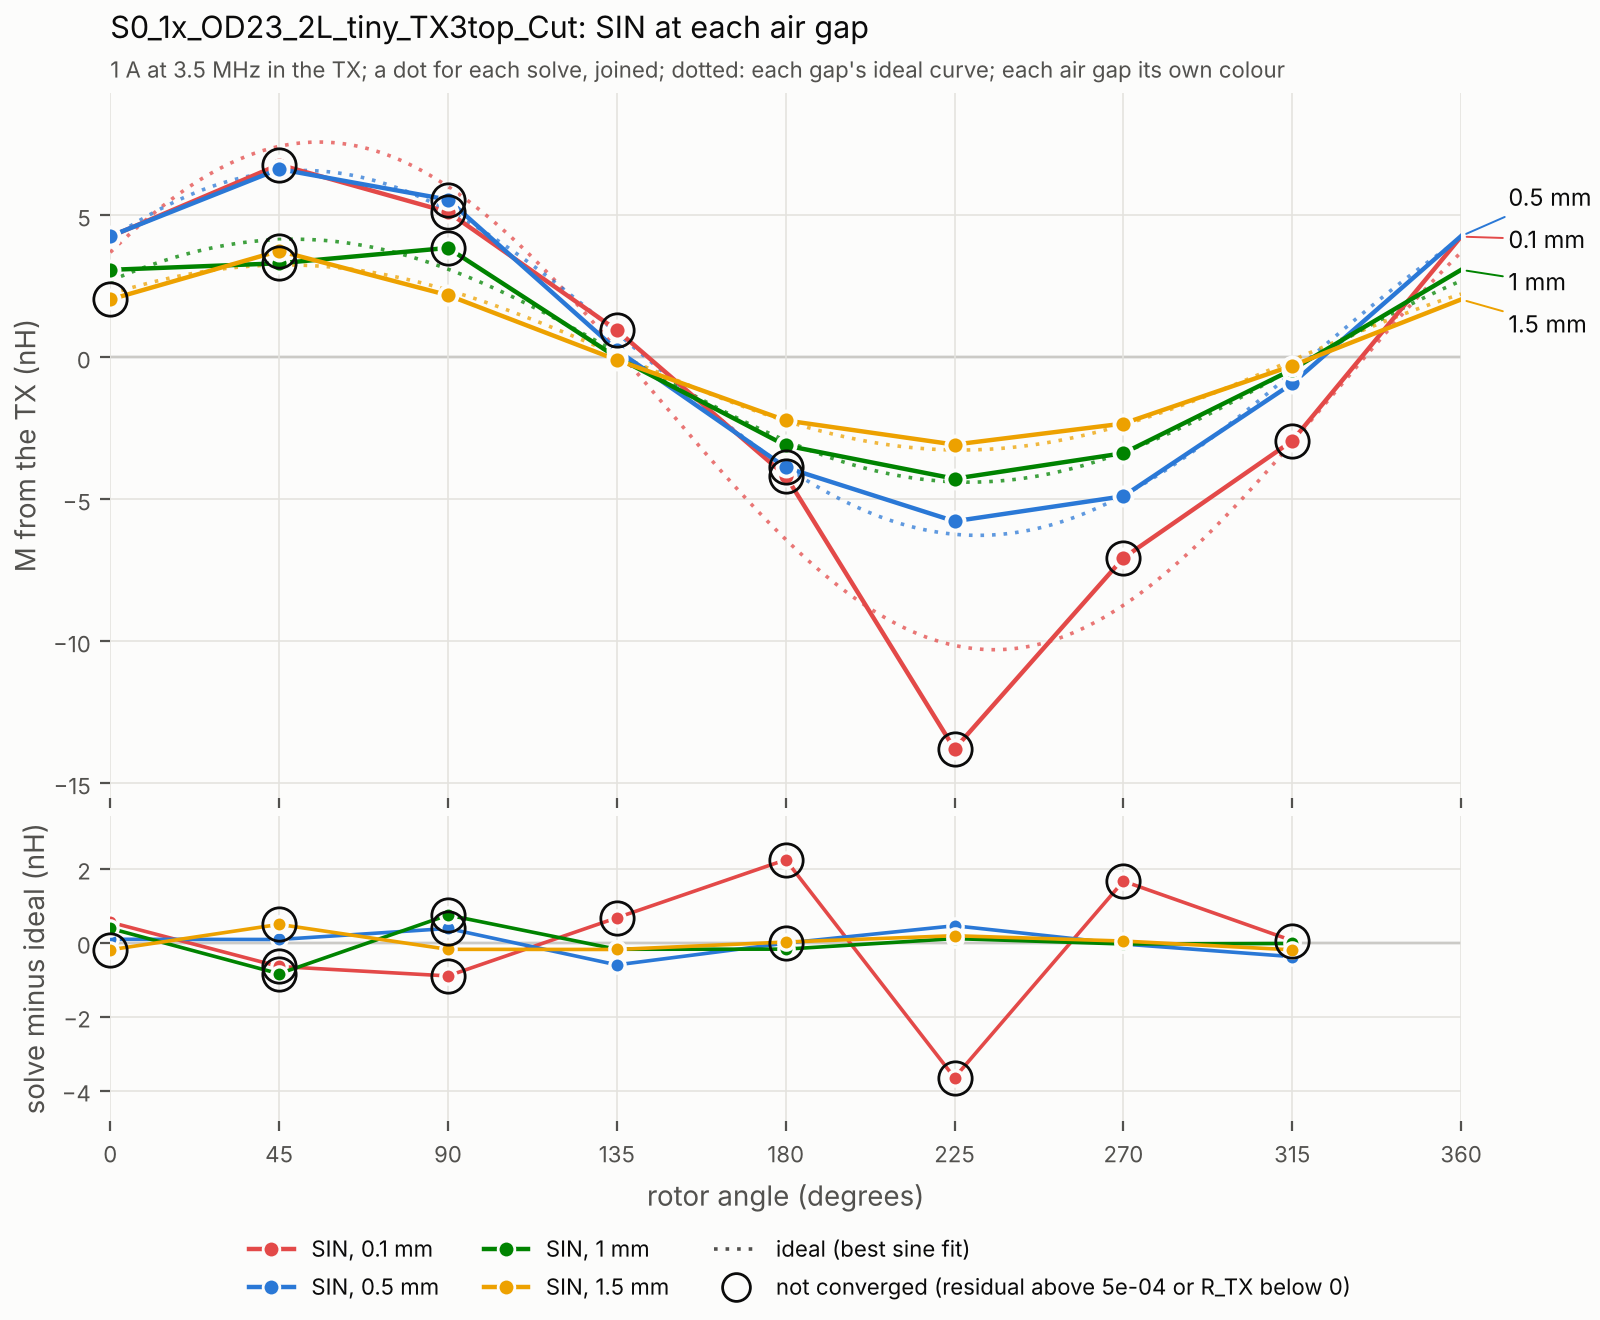 S0_1x_OD23_2L_tiny_TX3top_Cut: SIN at each air gap
1 A at 3.5 MHz in the TX; a dot for each solve, joined; dotted: each gap's ideal curve; each air gap its own colour
M from the TX (nH)
5
0
−5
−10
−15
0.5 mm
0.1 mm
1 mm
1.5 mm
solve minus ideal (nH)
2
0
−2
−4
0 45 90 135 180 225 270 315 360
rotor angle (degrees)
SIN, 0.1 mm SIN, 1 mm ideal (best sine fit)
SIN, 0.5 mm SIN, 1.5 mm not converged (residual above 5e-04 or R_TX below 0)